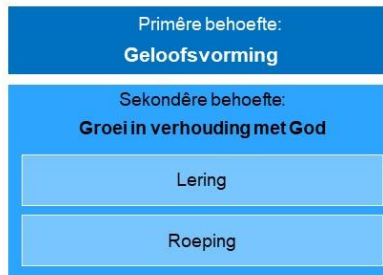 Primêre behoefte:
Geloofsvorming
Sekondêre behoefte:
Groei in verhouding met God
Lering
Roeping